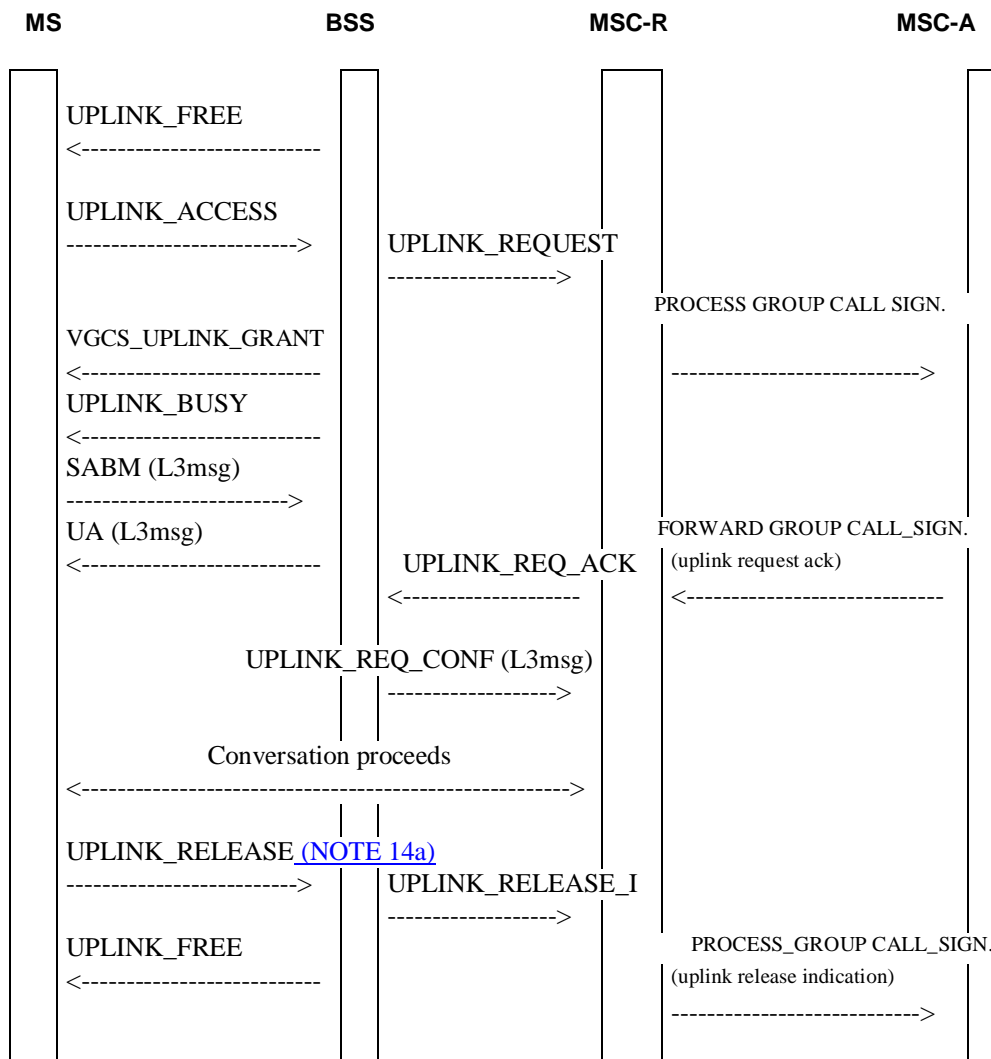 MS BSS MSC-R MSC-A
UPLINK_FREE
<---------------------------
UPLINK_ACCESS
--------------------------> UPLINK_REQUEST
------------------->
PROCESS GROUP CALL SIGN.
VGCS_UPLINK_GRANT
<--------------------------- ---------------------------->
UPLINK_BUSY
<---------------------------
SABM (L3msg)
------------------------->
UA (L3msg) FORWARD GROUP CALL_SIGN.
<--------------------------- UPLINK_REQ_ACK (uplink request ack)
<-------------------- <-----------------------------
UPLINK_REQ_CONF (L3msg)
------------------->
Conversation proceeds
<------------------------------------------------------->
UPLINK_RELEASE (NOTE 14a)
--------------------------> UPLINK_RELEASE_I
------------------->
UPLINK_FREE PROCESS_GROUP CALL_SIGN.
<--------------------------- (uplink release indication)
---------------------------->